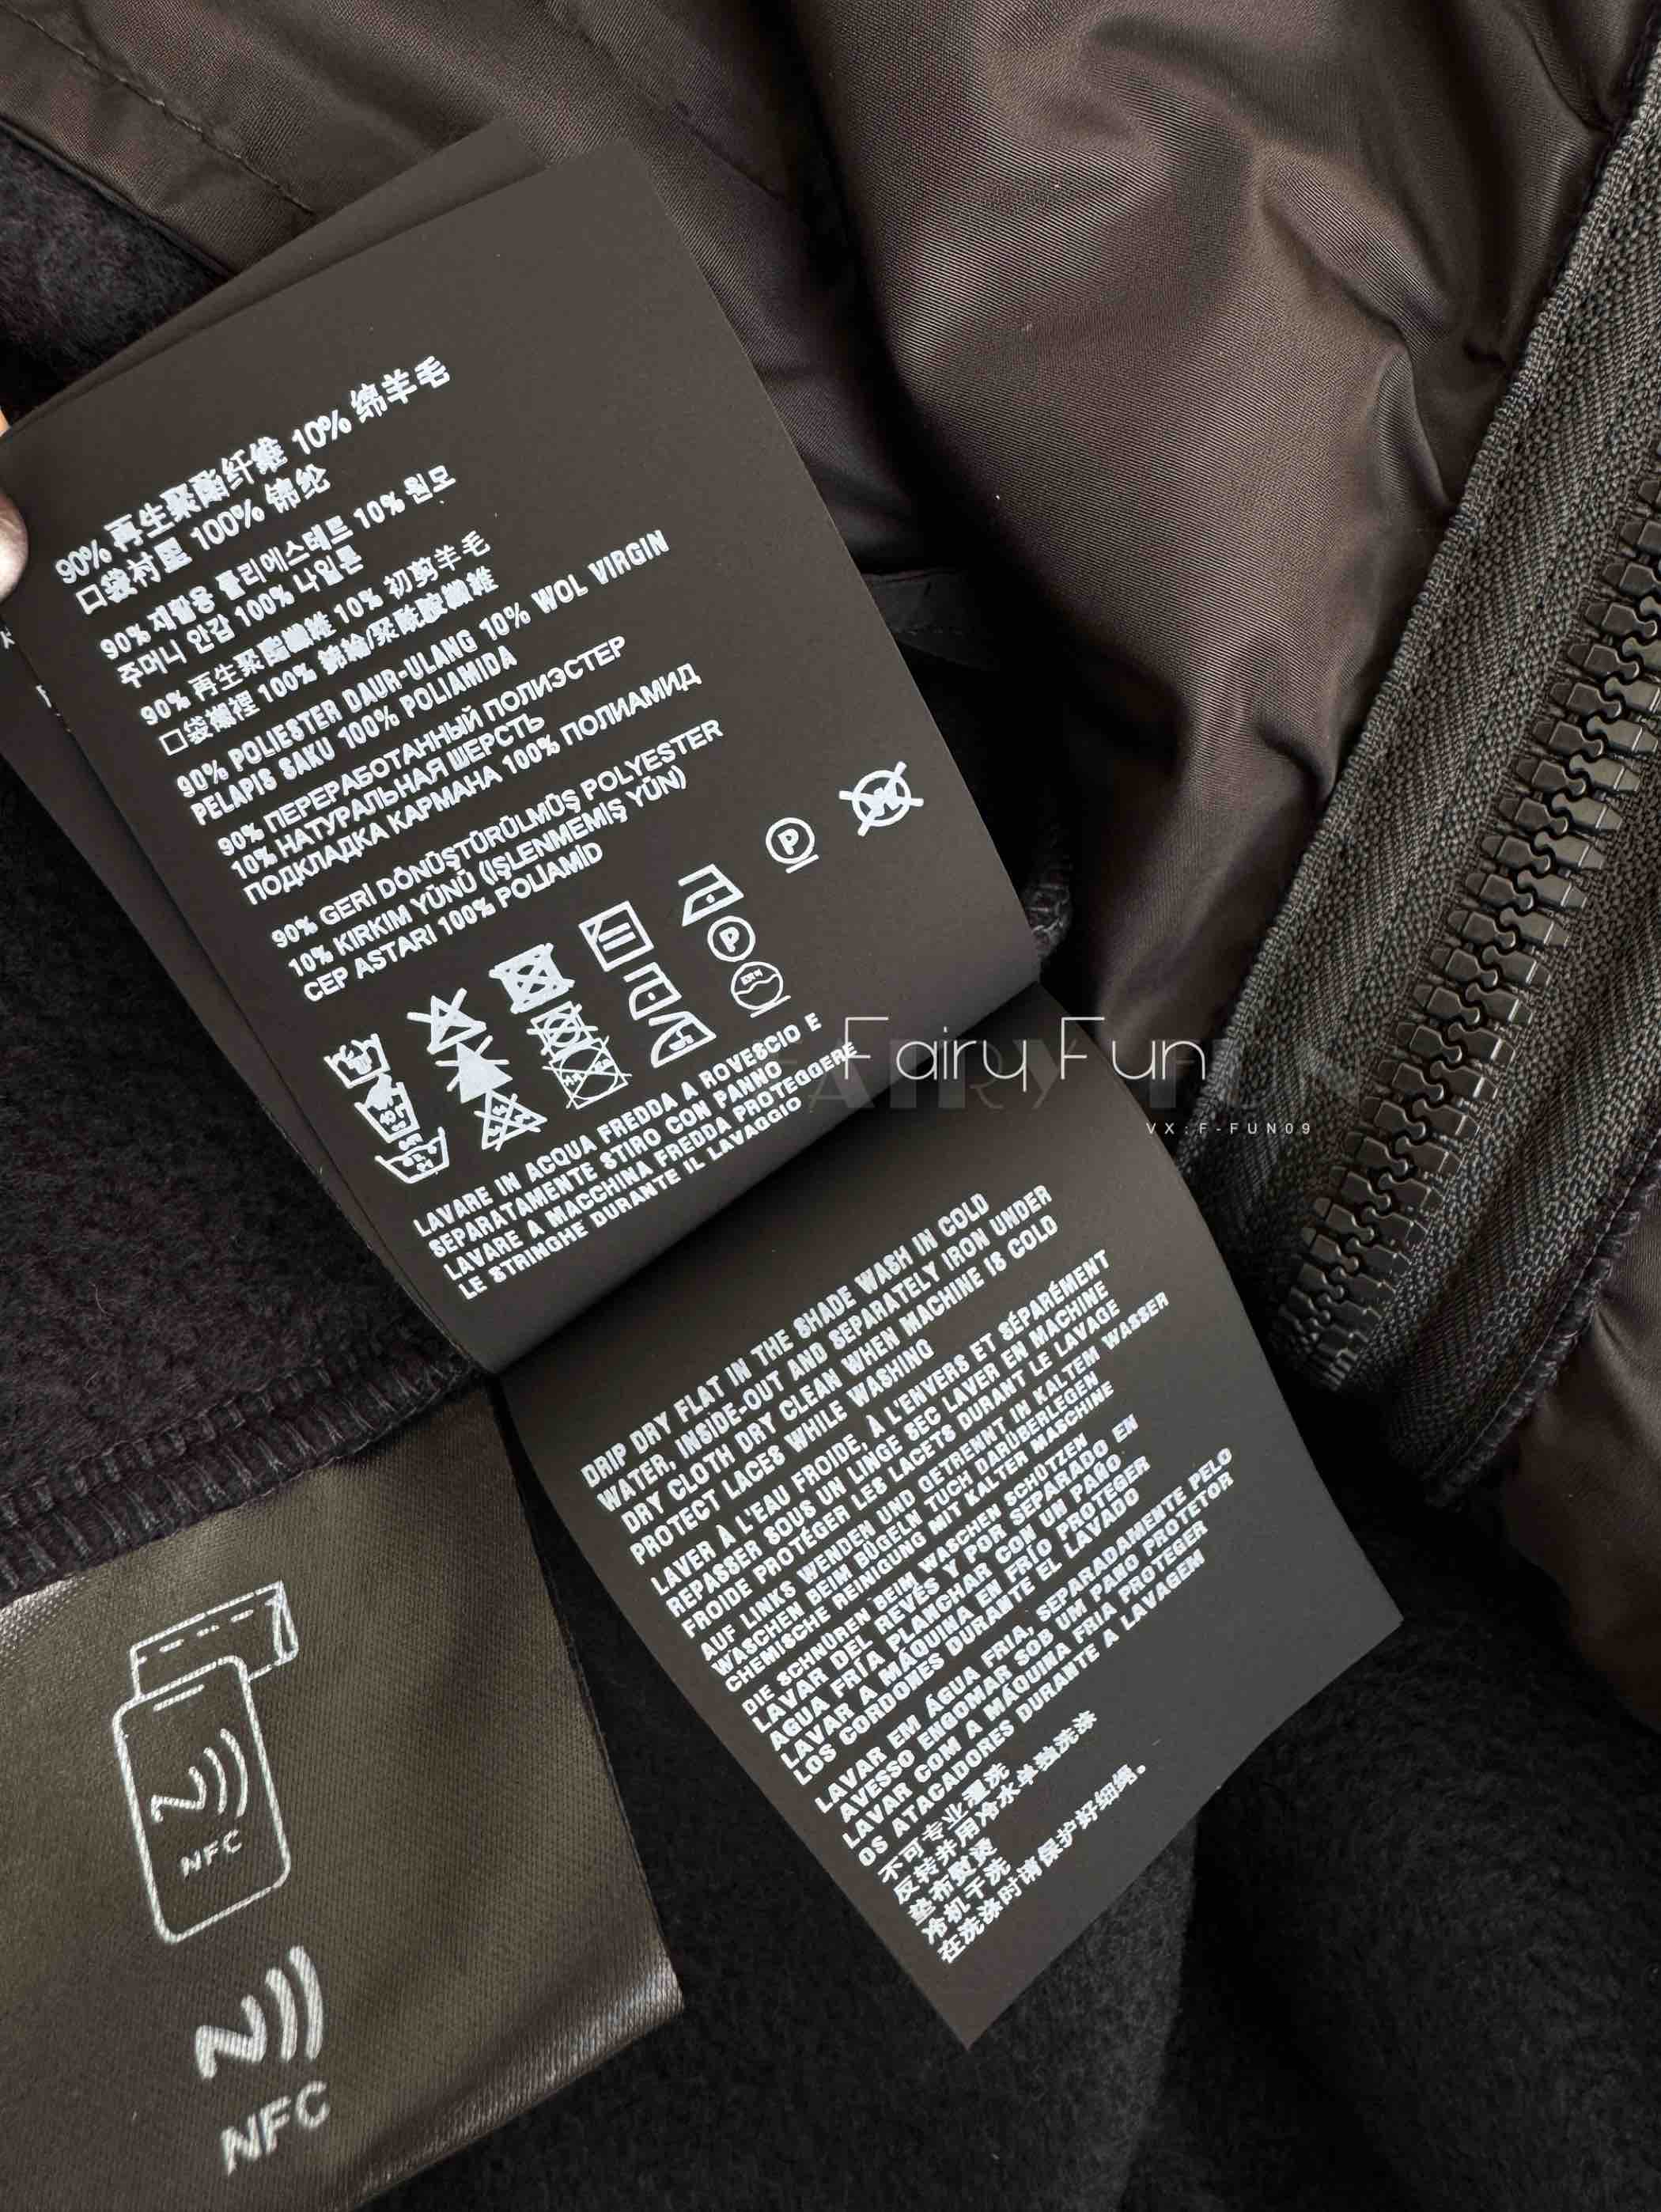 90% 再生聚酯纤维 10% 绵羊毛
口袋衬里 100% 锦纶
90% 재활용 폴리에스테르 10% 원모
주머니 안감 100% 나일론
90% 再生聚酯纖維 10% 初剪羊毛
口袋襯裡 100% 錦綸/聚酰胺纖維
90% POLIESTER DAUR-ULANG 10% WOL VIRGIN
PELAPIS SAKU 100% POLIAMIDA
90% ПЕРЕРАБОТАННЫЙ ПОЛИЭСТЕР
10% НАТУРАЛЬНАЯ ШЕРСТЬ
ПОДКЛАДКА КАРМАНА 100% ПОЛИАМИД
90% GERİ DÖNÜŞTÜRÜLMÜŞ POLYESTER
10% KIRKIM YÜNÜ (IŞLENMEMİŞ YÜN)
CEP ASTARI 100% POLİAMİD
P
P
LAVARE IN ACQUA FREDDA A ROVESCIO E
SEPARATAMENTE STIRO CON PANNO
LAVARE A MACCHINA FREDDA PROTEGGERE
LE STRINGHE DURANTE IL LAVAGGIO
Fairy Fun
FAIRY FUN
VX:F-FUN09
DRIP DRY FLAT IN THE SHADE WASH IN COLD
WATER, INSIDE-OUT AND SEPARATELY IRON UNDER
DRY CLOTH DRY CLEAN WHEN MACHINE IS COLD
PROTECT LACES WHILE WASHING
LAVER À L'EAU FROIDE, À L'ENVERS ET SÉPARÉMENT
REPASSER SOUS UN LINGE SEC LAVER EN MACHINE
FROIDE PROTÉGER LES LACETS DURANT LE LAVAGE
AUF LINKS WENDEN UND GETRENNT IN KALTEM WASSER
WASCHEN BEIM BÜGELN TUCH DARÜBERLEGEN
CHEMISCHE REINIGUNG MIT KALTER MASCHINE
DIE SCHNÜREN BEIM WASCHEN SCHÜTZEN
LAVAR DEL REVÉS Y POR SEPARADO EN
AGUA FRÍA PLANCHAR CON UN PAÑO
LAVAR A MÁQUINA EN FRÍO PROTEGER
LOS CORDONES DURANTE EL LAVADO
LAVAR EM ÁGUA FRIA, SEPARADAMENTE PELO
AVESSO ENGOMAR SOB UM PANO PROTETOR
LAVAR COM A MÁQUINA FRIA PROTEGER
OS ATACADORES DURANTE A LAVAGEM
不可专业湿洗
反转并用冷水单独洗涤
垫布熨烫
冷机干洗
在洗涤时请保护好细绳。
NFC
NFC